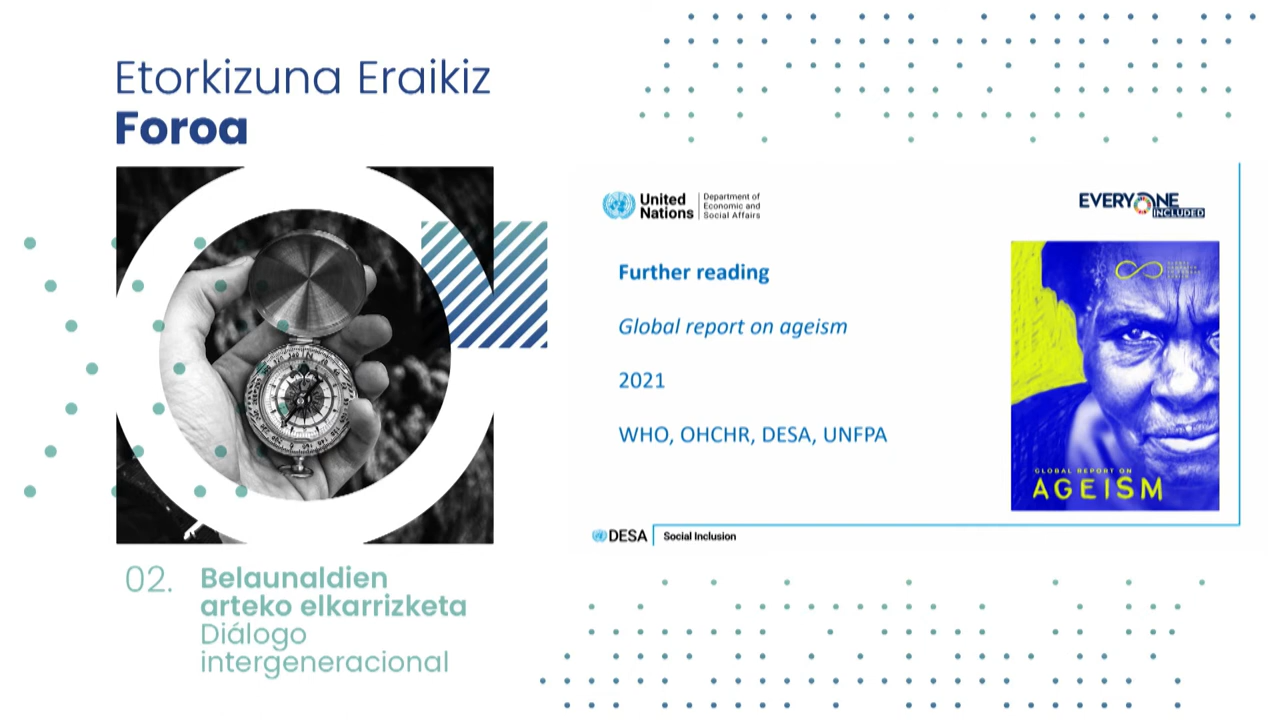 Etorkizuna Eraikiz
Foroa
United
Nations
Department of
Economic and
Social Affairs
EVERYONE
INCLUDED
Further reading
Global report on ageism
2021
WHO, OHCHR, DESA, UNFPA
GLOBAL REPORT ON
AGEISM
DESA
Social Inclusion
02.
Belaunaldien
arteko elkarrizketa
Diálogo
intergeneracional